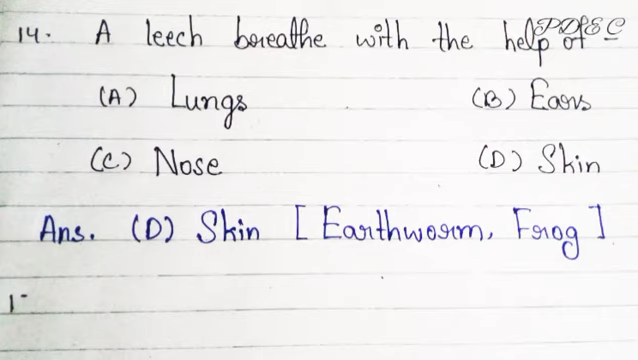 14. A leech breathe with the help of -
(A) Lungs (B) Ears
(C) Nose (D) Skin
Ans. (D) Skin [Earthworm, Frog]